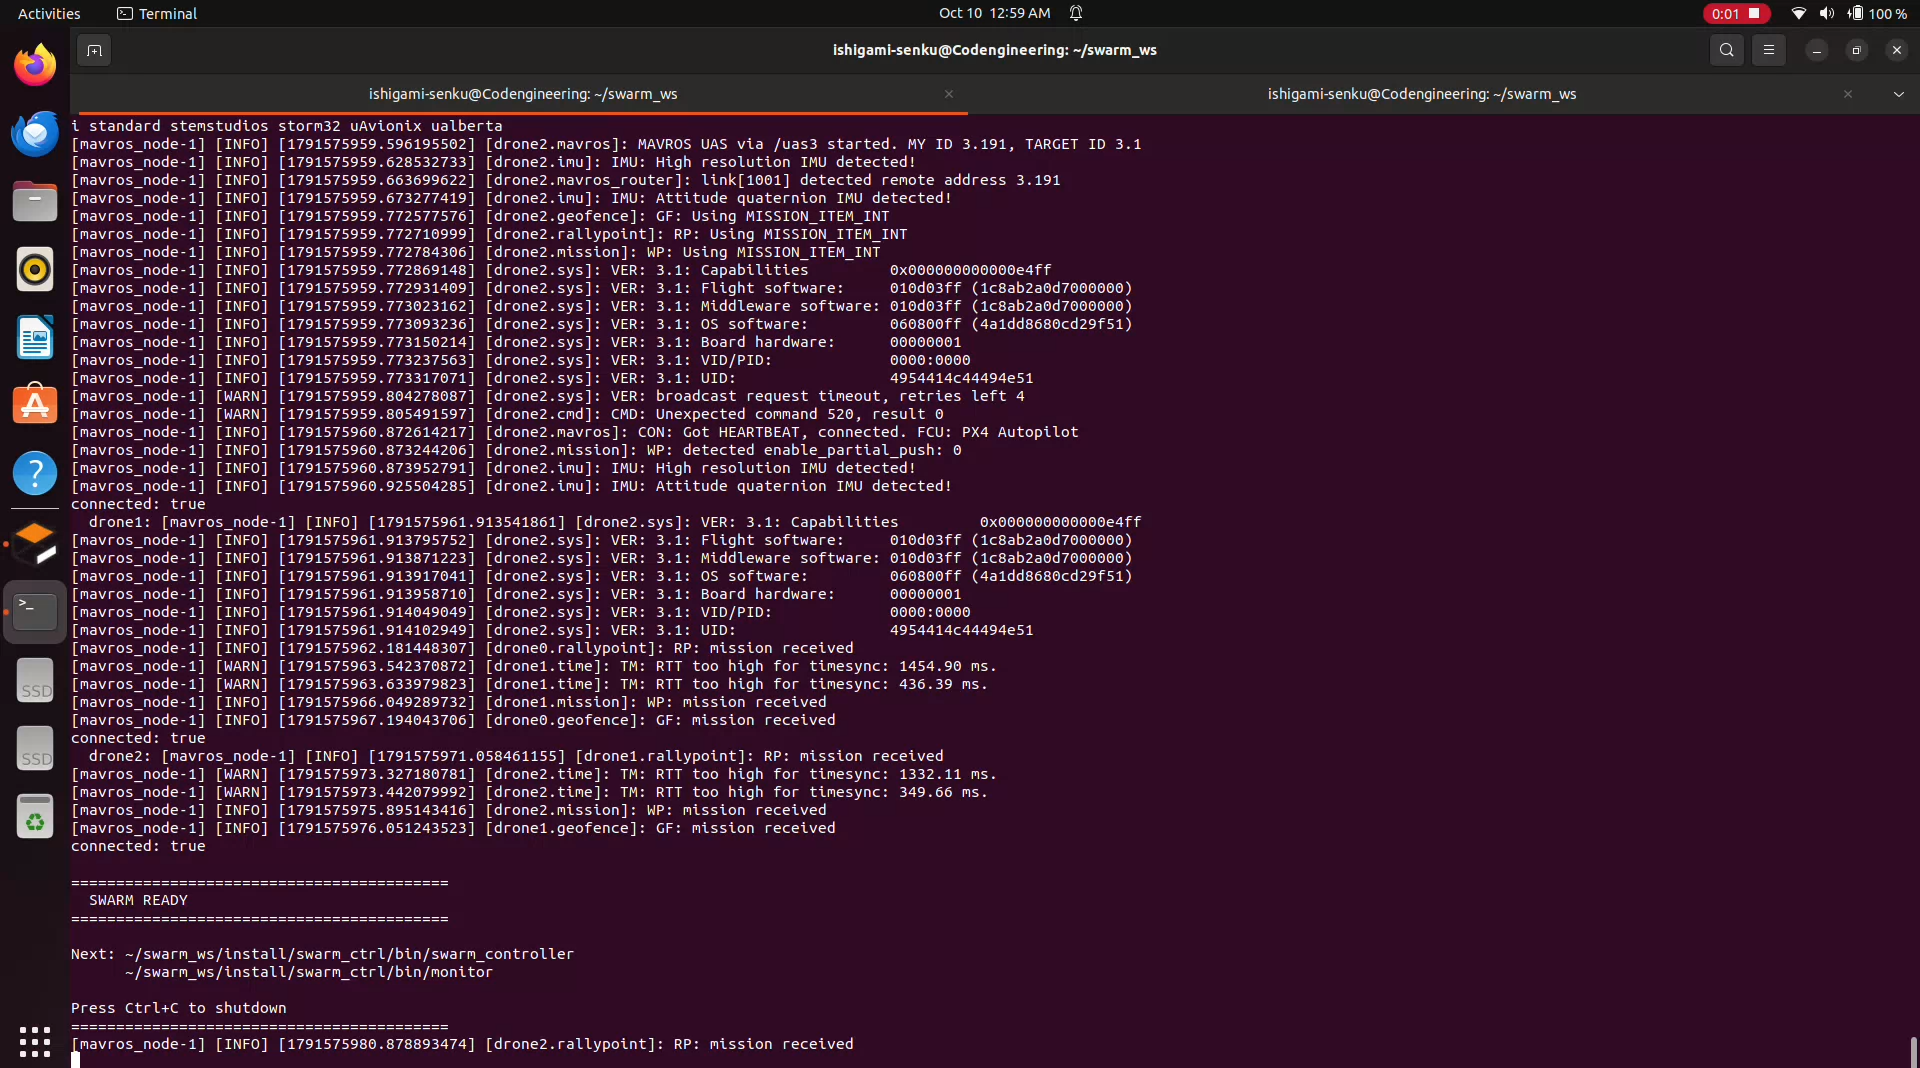 Activities
Terminal
Oct 10 12:59 AM
0:01
100 %
ishigami-senku@Codengineering: ~/swarm_ws
ishigami-senku@Codengineering: ~/swarm_ws
ishigami-senku@Codengineering: ~/swarm_ws
i standard stemstudios storm32 uAvionix ualberta
[mavros_node-1] [INFO] [1791575959.596195502] [drone2.mavros]: MAVROS UAS via /uas3 started. MY ID 3.191, TARGET ID 3.1
[mavros_node-1] [INFO] [1791575959.628532733] [drone2.imu]: IMU: High resolution IMU detected!
[mavros_node-1] [INFO] [1791575959.663699622] [drone2.mavros_router]: link[1001] detected remote address 3.191
[mavros_node-1] [INFO] [1791575959.673277419] [drone2.imu]: IMU: Attitude quaternion IMU detected!
[mavros_node-1] [INFO] [1791575959.772577576] [drone2.geofence]: GF: Using MISSION_ITEM_INT
[mavros_node-1] [INFO] [1791575959.772710999] [drone2.rallypoint]: RP: Using MISSION_ITEM_INT
[mavros_node-1] [INFO] [1791575959.772784306] [drone2.mission]: WP: Using MISSION_ITEM_INT
[mavros_node-1] [INFO] [1791575959.772869148] [drone2.sys]: VER: 3.1: Capabilities         0x000000000000e4ff
[mavros_node-1] [INFO] [1791575959.772931409] [drone2.sys]: VER: 3.1: Flight software:     010d03ff (1c8ab2a0d7000000)
[mavros_node-1] [INFO] [1791575959.773023162] [drone2.sys]: VER: 3.1: Middleware software: 010d03ff (1c8ab2a0d7000000)
[mavros_node-1] [INFO] [1791575959.773093236] [drone2.sys]: VER: 3.1: OS software:         060800ff (4a1dd8680cd29f51)
[mavros_node-1] [INFO] [1791575959.773150214] [drone2.sys]: VER: 3.1: Board hardware:      00000001
[mavros_node-1] [INFO] [1791575959.773237563] [drone2.sys]: VER: 3.1: VID/PID:             0000:0000
[mavros_node-1] [INFO] [1791575959.773317071] [drone2.sys]: VER: 3.1: UID:                 4954414c44494e51
[mavros_node-1] [WARN] [1791575959.804278087] [drone2.sys]: VER: broadcast request timeout, retries left 4
[mavros_node-1] [WARN] [1791575959.805491597] [drone2.cmd]: CMD: Unexpected command 520, result 0
[mavros_node-1] [INFO] [1791575960.872614217] [drone2.mavros]: CON: Got HEARTBEAT, connected. FCU: PX4 Autopilot
[mavros_node-1] [INFO] [1791575960.873244206] [drone2.mission]: WP: detected enable_partial_push: 0
[mavros_node-1] [INFO] [1791575960.873952791] [drone2.imu]: IMU: High resolution IMU detected!
[mavros_node-1] [INFO] [1791575960.925504285] [drone2.imu]: IMU: Attitude quaternion IMU detected!
connected: true
  drone1: [mavros_node-1] [INFO] [1791575961.913541861] [drone2.sys]: VER: 3.1: Capabilities         0x000000000000e4ff
[mavros_node-1] [INFO] [1791575961.913795752] [drone2.sys]: VER: 3.1: Flight software:     010d03ff (1c8ab2a0d7000000)
[mavros_node-1] [INFO] [1791575961.913871223] [drone2.sys]: VER: 3.1: Middleware software: 010d03ff (1c8ab2a0d7000000)
[mavros_node-1] [INFO] [1791575961.913917041] [drone2.sys]: VER: 3.1: OS software:         060800ff (4a1dd8680cd29f51)
[mavros_node-1] [INFO] [1791575961.913958710] [drone2.sys]: VER: 3.1: Board hardware:      00000001
[mavros_node-1] [INFO] [1791575961.914049049] [drone2.sys]: VER: 3.1: VID/PID:             0000:0000
[mavros_node-1] [INFO] [1791575961.914102949] [drone2.sys]: VER: 3.1: UID:                 4954414c44494e51
[mavros_node-1] [INFO] [1791575962.181448307] [drone0.rallypoint]: RP: mission received
[mavros_node-1] [WARN] [1791575963.542370872] [drone1.time]: TM: RTT too high for timesync: 1454.90 ms.
[mavros_node-1] [WARN] [1791575963.633979823] [drone1.time]: TM: RTT too high for timesync: 436.39 ms.
[mavros_node-1] [INFO] [1791575966.049289732] [drone1.mission]: WP: mission received
[mavros_node-1] [INFO] [1791575967.194043706] [drone0.geofence]: GF: mission received
connected: true
  drone2: [mavros_node-1] [INFO] [1791575971.058461155] [drone1.rallypoint]: RP: mission received
[mavros_node-1] [WARN] [1791575973.327180781] [drone2.time]: TM: RTT too high for timesync: 1332.11 ms.
[mavros_node-1] [WARN] [1791575973.442079992] [drone2.time]: TM: RTT too high for timesync: 349.66 ms.
[mavros_node-1] [INFO] [1791575975.895143416] [drone2.mission]: WP: mission received
[mavros_node-1] [INFO] [1791575976.051243523] [drone1.geofence]: GF: mission received
connected: true
==========================================
  SWARM READY
==========================================
Next: ~/swarm_ws/install/swarm_ctrl/bin/swarm_controller
      ~/swarm_ws/install/swarm_ctrl/bin/monitor
Press Ctrl+C to shutdown
==========================================
[mavros_node-1] [INFO] [1791575980.878893474] [drone2.rallypoint]: RP: mission received
SSD
SSD